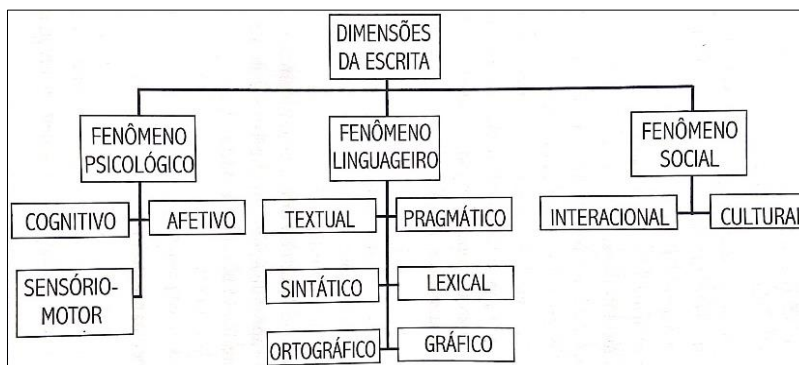 DIMENSÕES
DA ESCRITA
FENÔMENO
PSICOLÓGICO
FENÔMENO
LINGUAGEIRO
FENÔMENO
SOCIAL
COGNITIVO
AFETIVO
TEXTUAL
PRAGMÁTICO
INTERACIONAL
CULTURAL
SENSÓRIO-
MOTOR
SINTÁTICO
LEXICAL
ORTOGRÁFICO
GRÁFICO